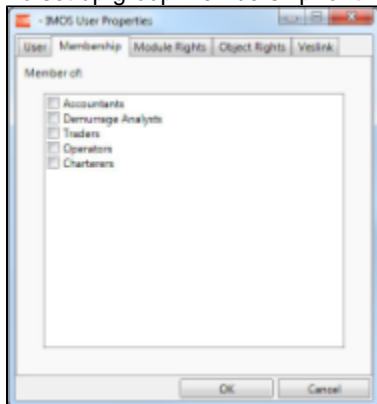 - IMOS User Properties
User Membership Module Rights Object Rights Veslink
Member of:
Accountants
Demurrage Analysts
Traders
Operators
Charterers
OK Cancel